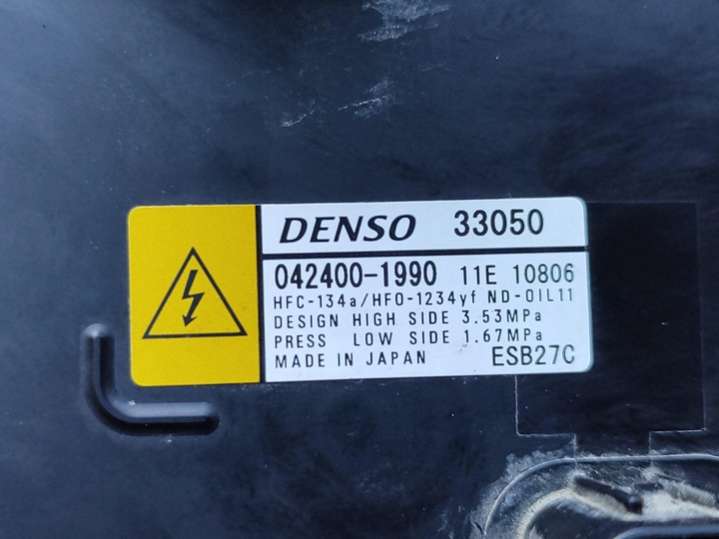 DENSO 33050
042400-1990 11E 10806
HFC-134a/HFO-1234yf ND-OIL11
DESIGN HIGH SIDE 3.53MPa
PRESS LOW SIDE 1.67MPa
MADE IN JAPAN ESB27C